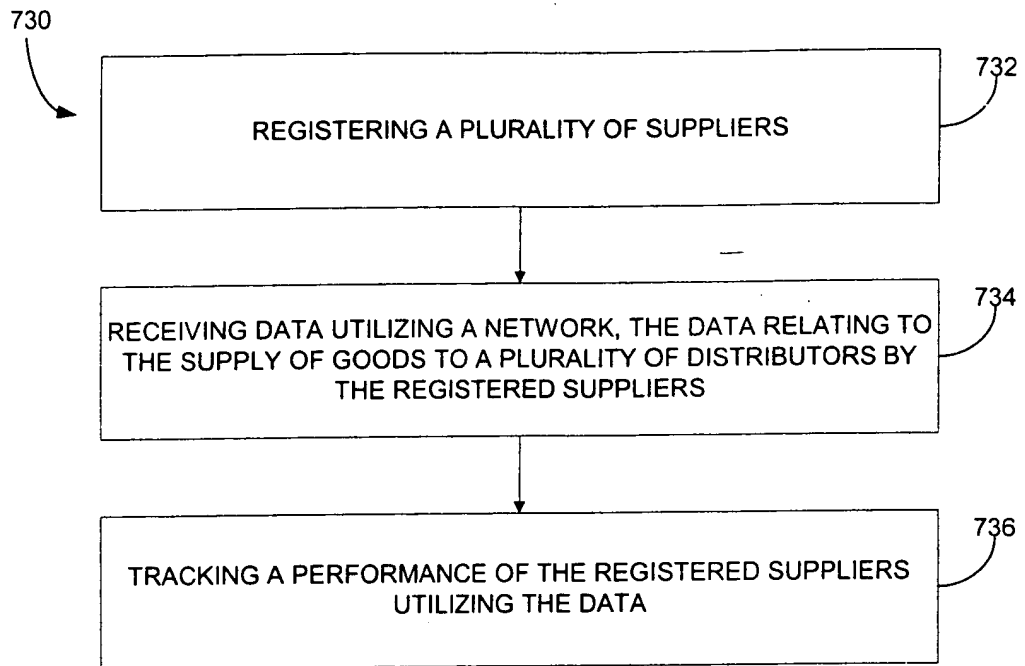 730
732
REGISTERING A PLURALITY OF SUPPLIERS
734
RECEIVING DATA UTILIZING A NETWORK, THE DATA RELATING TO
THE SUPPLY OF GOODS TO A PLURALITY OF DISTRIBUTORS BY
THE REGISTERED SUPPLIERS
736
TRACKING A PERFORMANCE OF THE REGISTERED SUPPLIERS
UTILIZING THE DATA